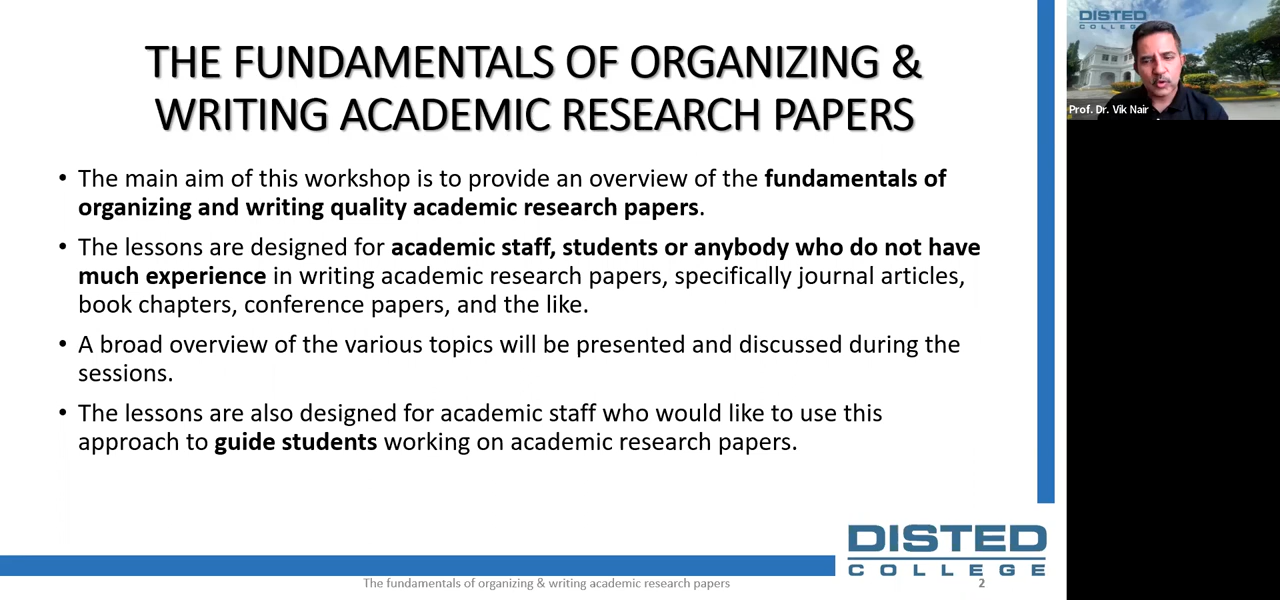 THE FUNDAMENTALS OF ORGANIZING &
WRITING ACADEMIC RESEARCH PAPERS
• The main aim of this workshop is to provide an overview of the fundamentals of
organizing and writing quality academic research papers.
• The lessons are designed for academic staff, students or anybody who do not have
much experience in writing academic research papers, specifically journal articles,
book chapters, conference papers, and the like.
• A broad overview of the various topics will be presented and discussed during the
sessions.
• The lessons are also designed for academic staff who would like to use this
approach to guide students working on academic research papers.
DISTED
COLLEGE
The fundamentals of organizing & writing academic research papers
2
DISTED
COLLEGE
Prof. Dr. Vik Nair